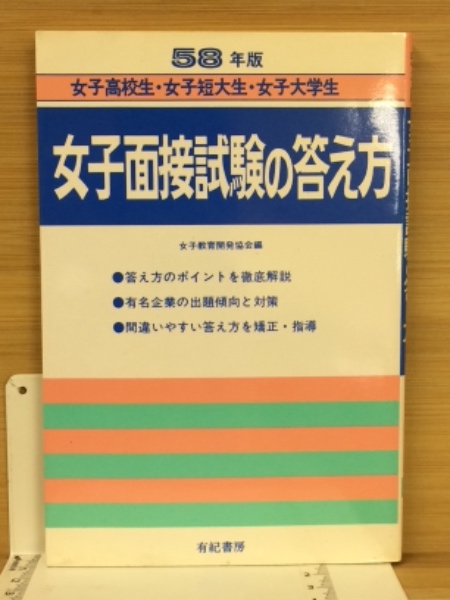 58年版
女子高校生・女子短大生・女子大学生
女子面接試験の答え方
女子教育開発協会編
●答え方のポイントを徹底解説
●有名企業の出題傾向と対策
●間違いやすい答え方を矯正・指導
有紀書房